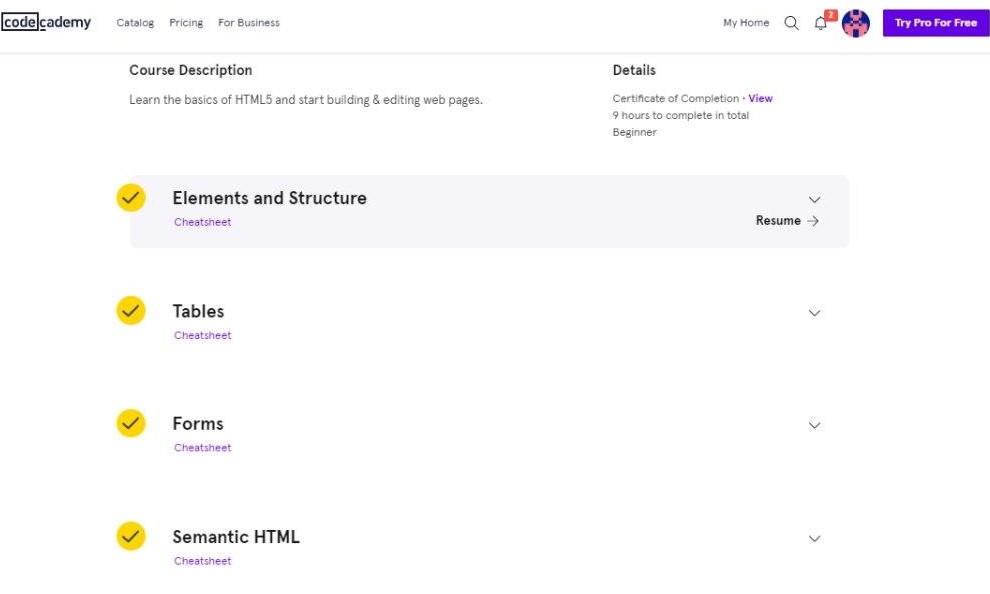 codecademy Catalog Pricing For Business My Home 2 Try Pro For Free
Course Description
Learn the basics of HTML5 and start building & editing web pages.
Details
Certificate of Completion • View
9 hours to complete in total
Beginner
Elements and Structure
Cheatsheet
Resume →
Tables
Cheatsheet
Forms
Cheatsheet
Semantic HTML
Cheatsheet